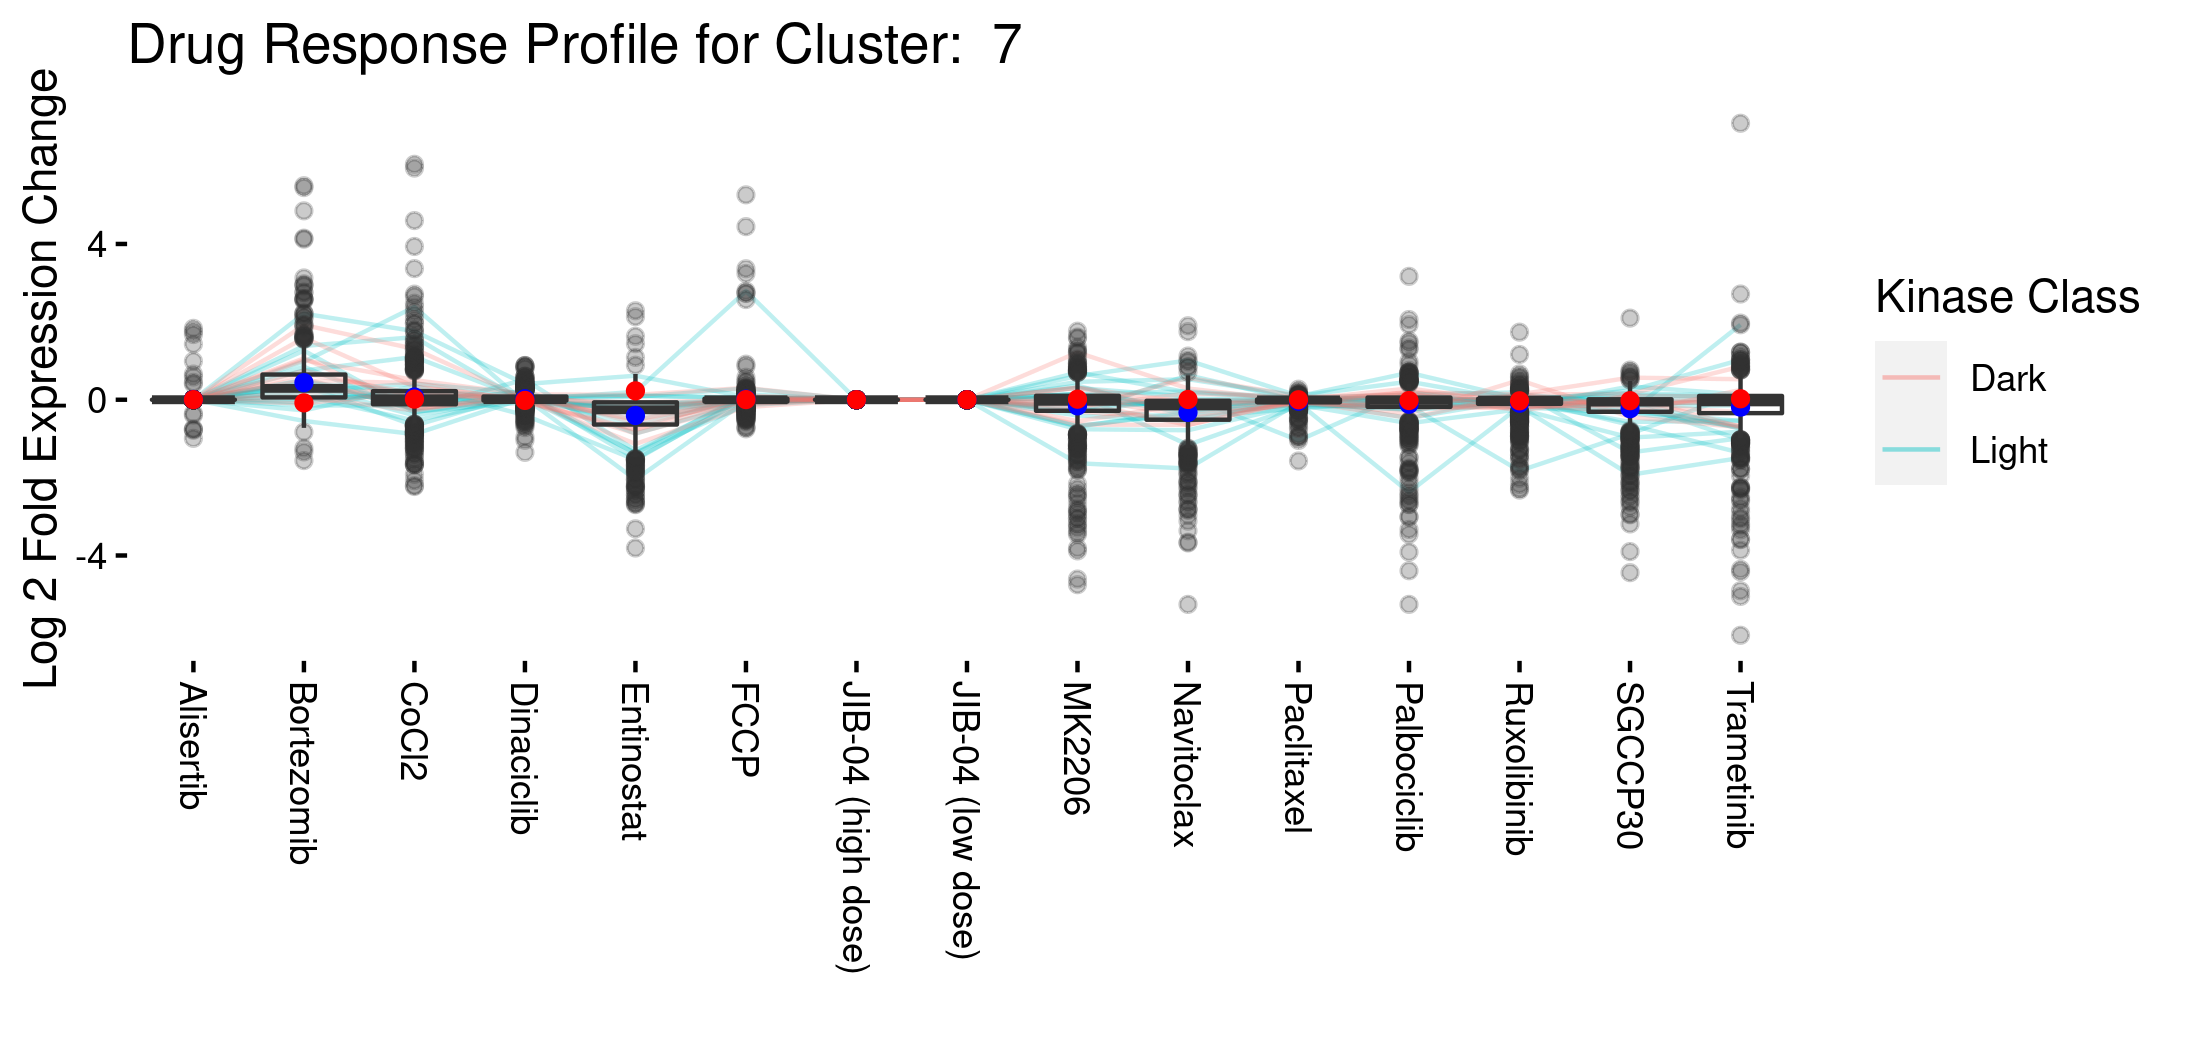 Drug Response Profile for Cluster:  7
Log 2 Fold Expression Change
4
0
-4
Alisertib
Bortezomib
CoCl2
Dinaciclib
Entinostat
FCCP
JIB-04 (high dose)
JIB-04 (low dose)
MK2206
Navitoclax
Paclitaxel
Palbociclib
Ruxolibinib
SGCCP30
Trametinib
Kinase Class
Dark
Light